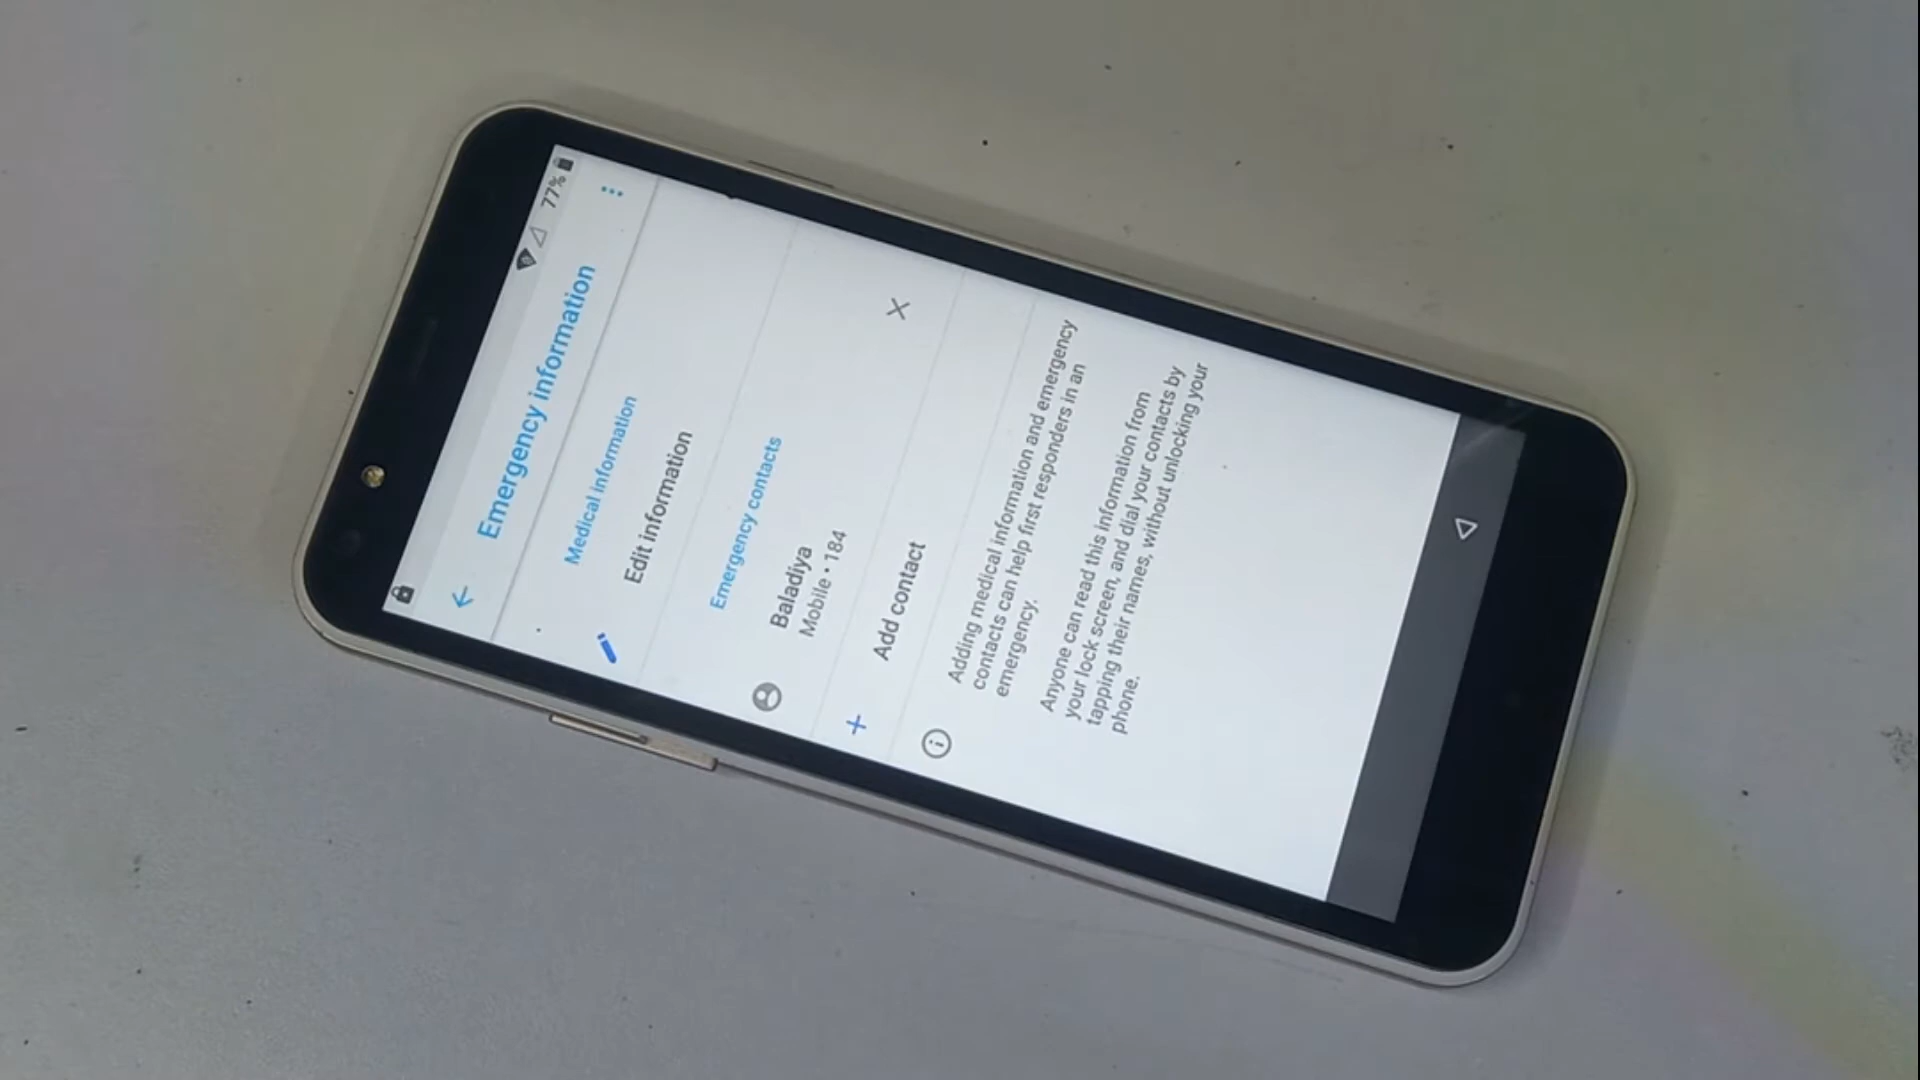 77%
Emergency information
Medical information
Edit information
Emergency contacts
Baladiya
Mobile • 184
Add contact
Adding medical information and emergency
contacts can help first responders in an
emergency.
Anyone can read this information from
your lock screen, and dial your contacts by
tapping their names, without unlocking your
phone.